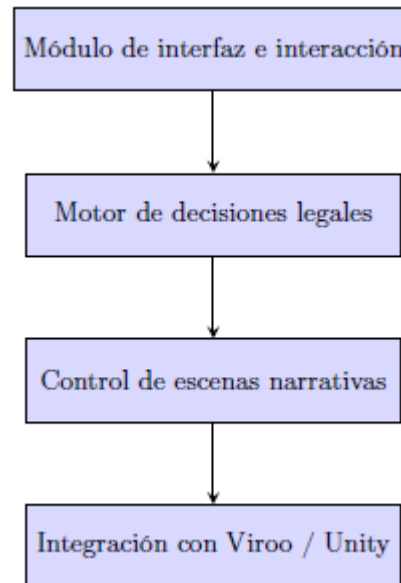 Módulo de interfaz e interacción
Motor de decisiones legales
Control de escenas narrativas
Integración con Viroo / Unity